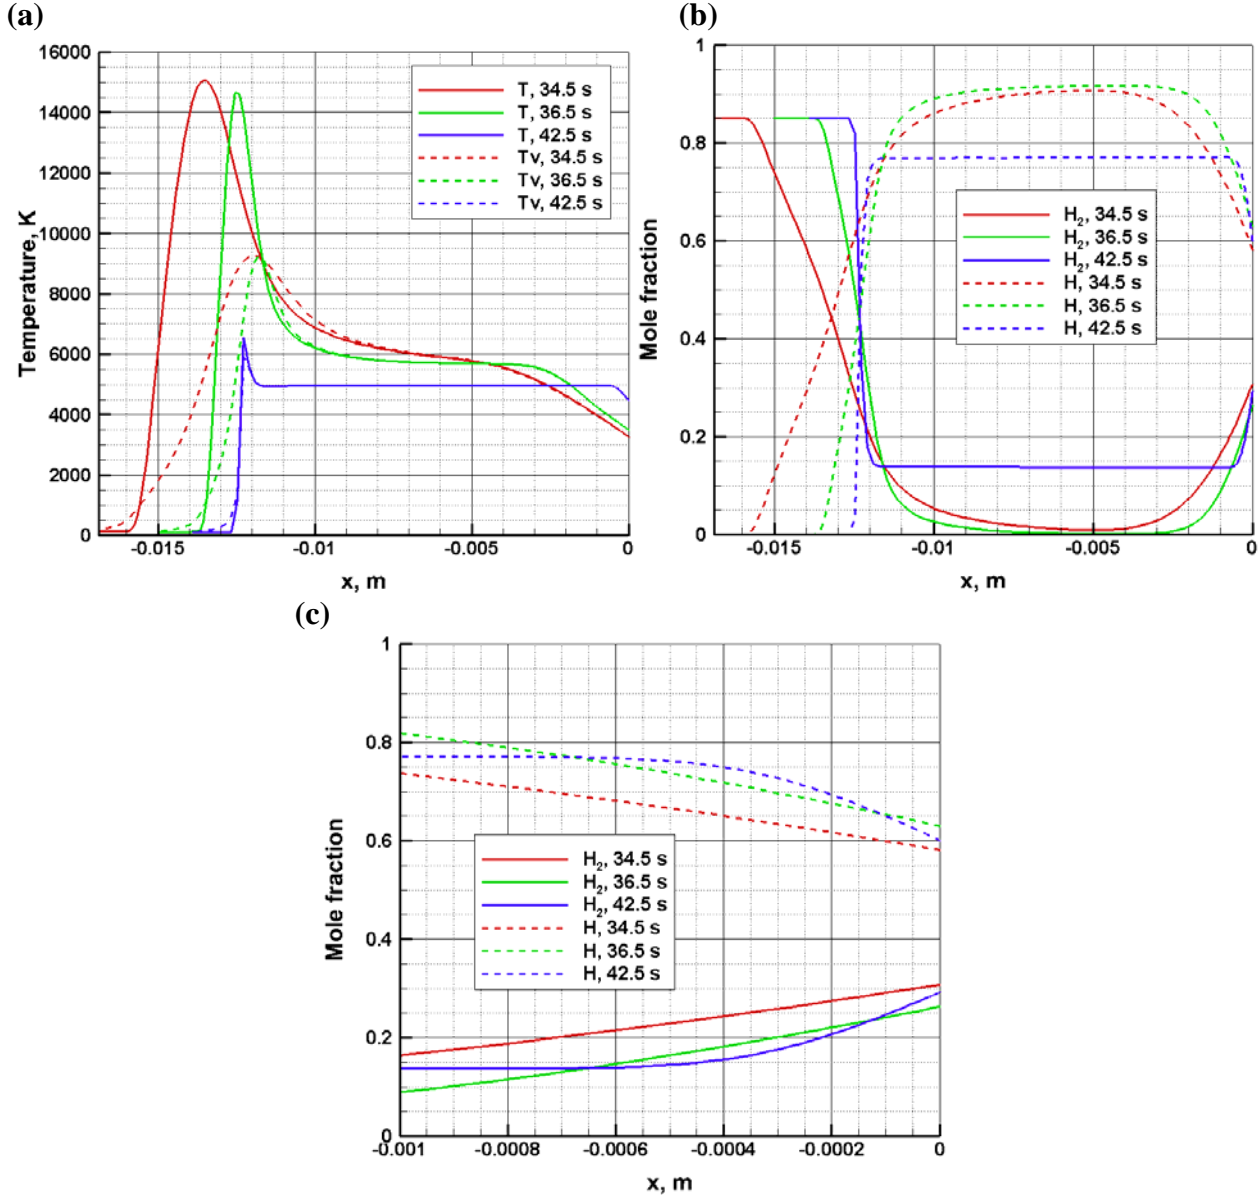 (a)
16000
14000
12000
10000
8000
6000
4000
2000
0
Temperature, K
T, 34.5 s
T, 36.5 s
T, 42.5 s
Tv, 34.5 s
Tv, 36.5 s
Tv, 42.5 s
-0.015 -0.01 -0.005 0
x, m
(b)
1
0.8
0.6
0.4
0.2
0
Mole fraction
H₂, 34.5 s
H₂, 36.5 s
H₂, 42.5 s
H, 34.5 s
H, 36.5 s
H, 42.5 s
-0.015 -0.01 -0.005 0
x, m
(c)
1
0.8
0.6
0.4
0.2
0
Mole fraction
H₂, 34.5 s
H₂, 36.5 s
H₂, 42.5 s
H, 34.5 s
H, 36.5 s
H, 42.5 s
-0.001 -0.0008 -0.0006 -0.0004 -0.0002 0
x, m